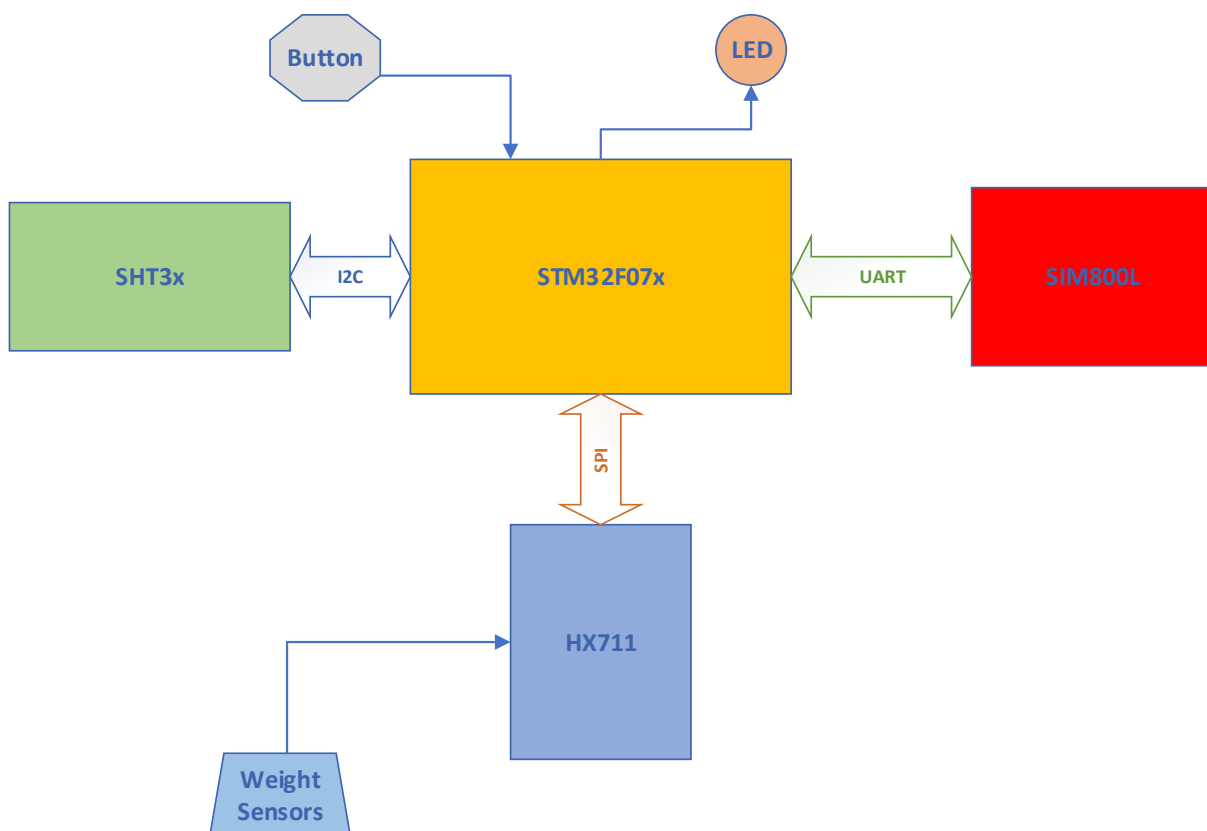 Button
LED
SHT3x
I2C
STM32F07x
UART
SIM800L
SPI
HX711
Weight
Sensors